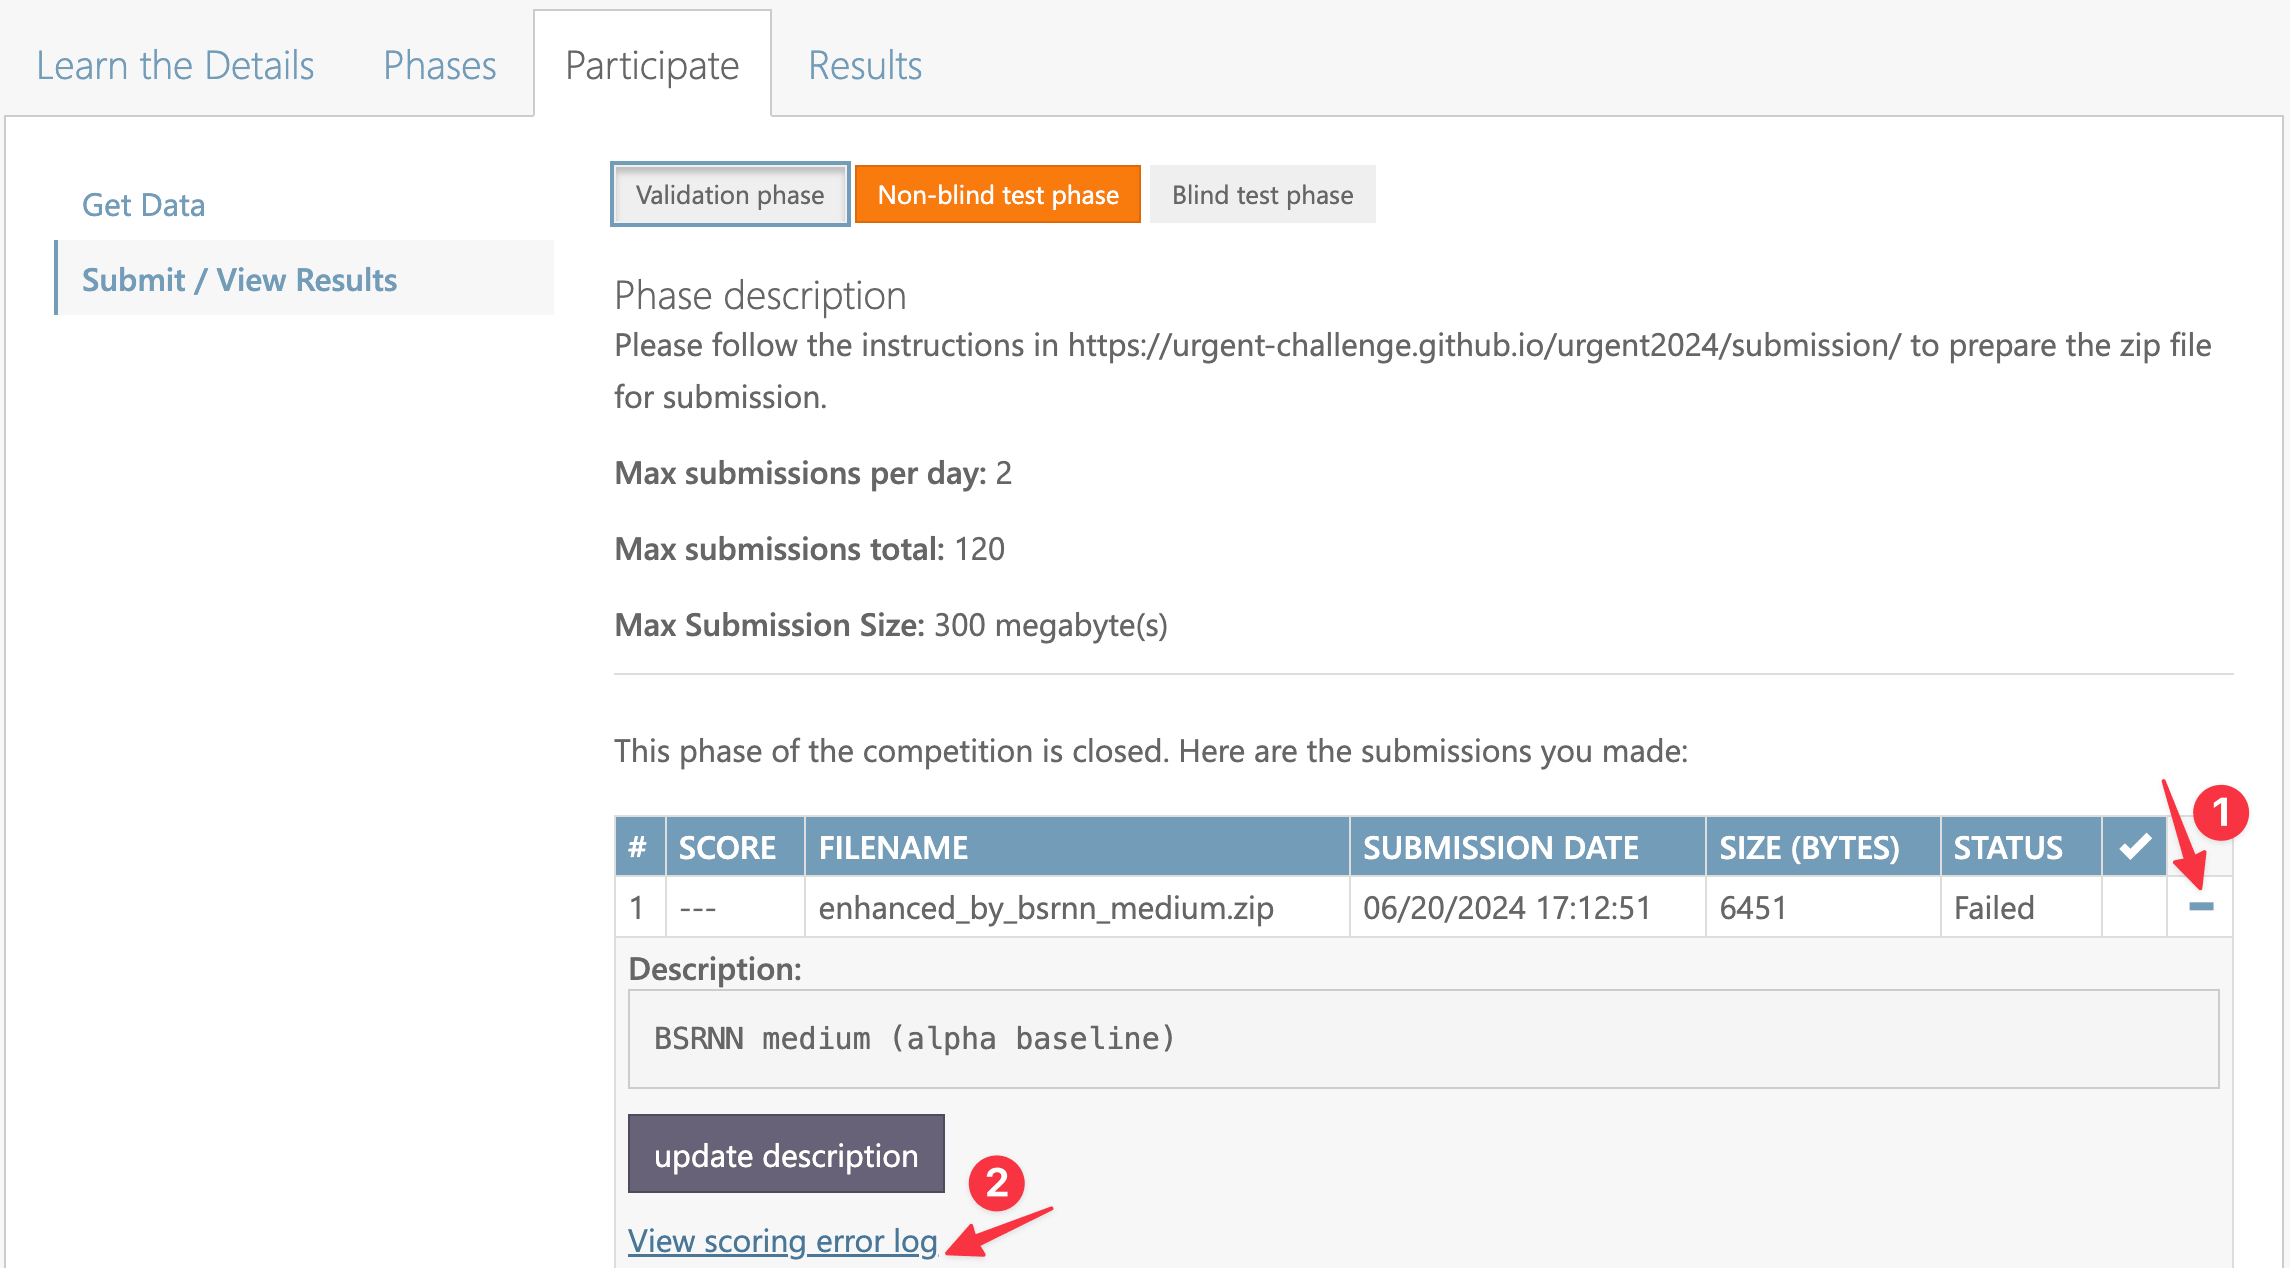 Learn the Details
Phases
Participate
Results
Get Data
Submit / View Results
Validation phase
Non-blind test phase
Blind test phase
Phase description
Please follow the instructions in https://urgent-challenge.github.io/urgent2024/submission/ to prepare the zip file
for submission.
Max submissions per day: 2
Max submissions total: 120
Max Submission Size: 300 megabyte(s)
This phase of the competition is closed. Here are the submissions you made:
1
# SCORE FILENAME SUBMISSION DATE SIZE (BYTES) STATUS ✔
1 --- enhanced_by_bsrnn_medium.zip 06/20/2024 17:12:51 6451 Failed
Description:
BSRNN medium (alpha baseline)
update description
2
View scoring error log